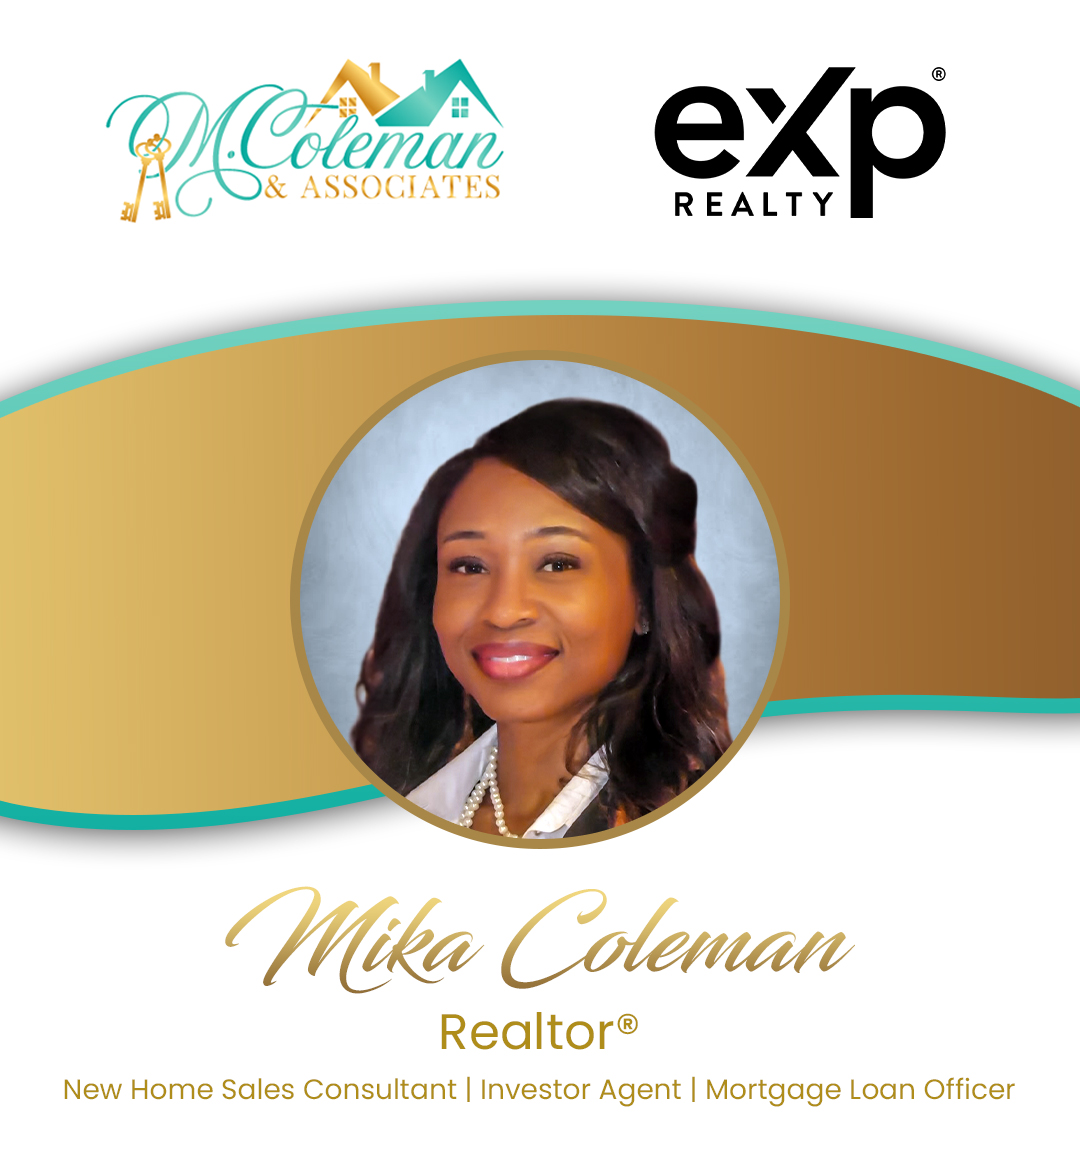 M. Coleman
& ASSOCIATES
eXp®
REALTY
Mika Coleman
Realtor®
New Home Sales Consultant | Investor Agent | Mortgage Loan Officer